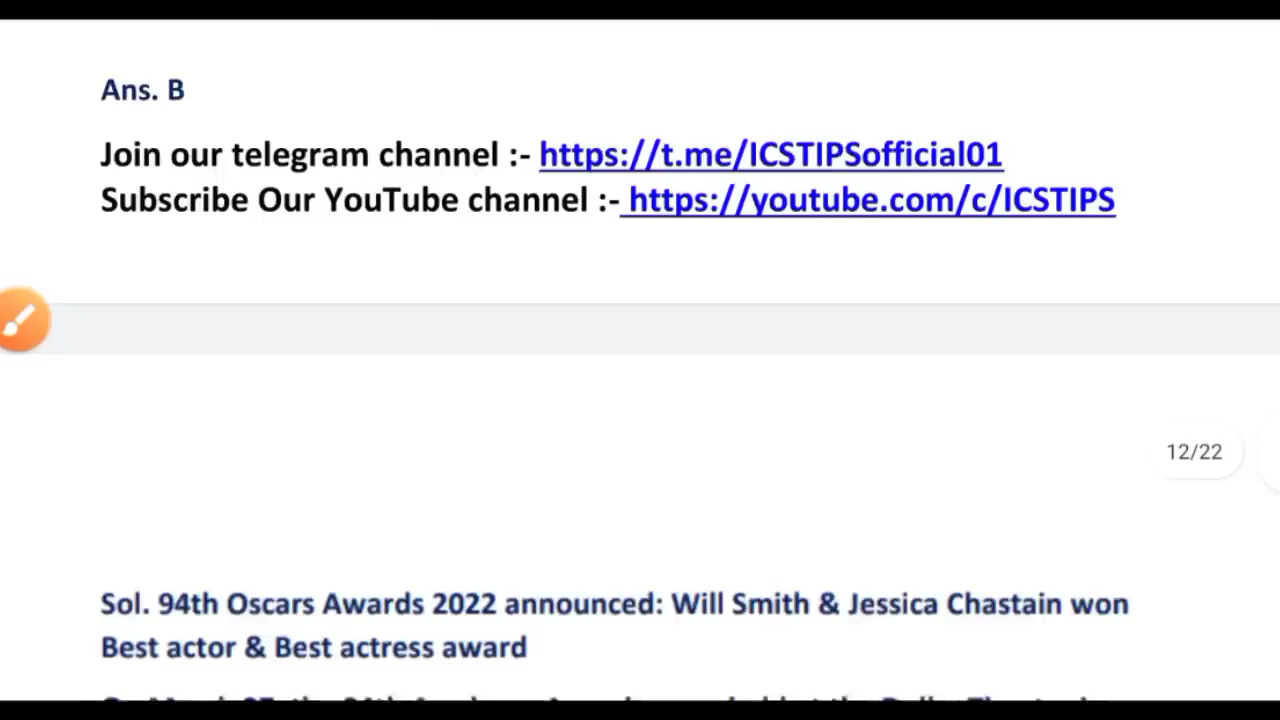 Ans. B
Join our telegram channel :- https://t.me/ICSTIPSofficial01
Subscribe Our YouTube channel :- https://youtube.com/c/ICSTIPS
12/22
Sol. 94th Oscars Awards 2022 announced: Will Smith & Jessica Chastain won
Best actor & Best actress award